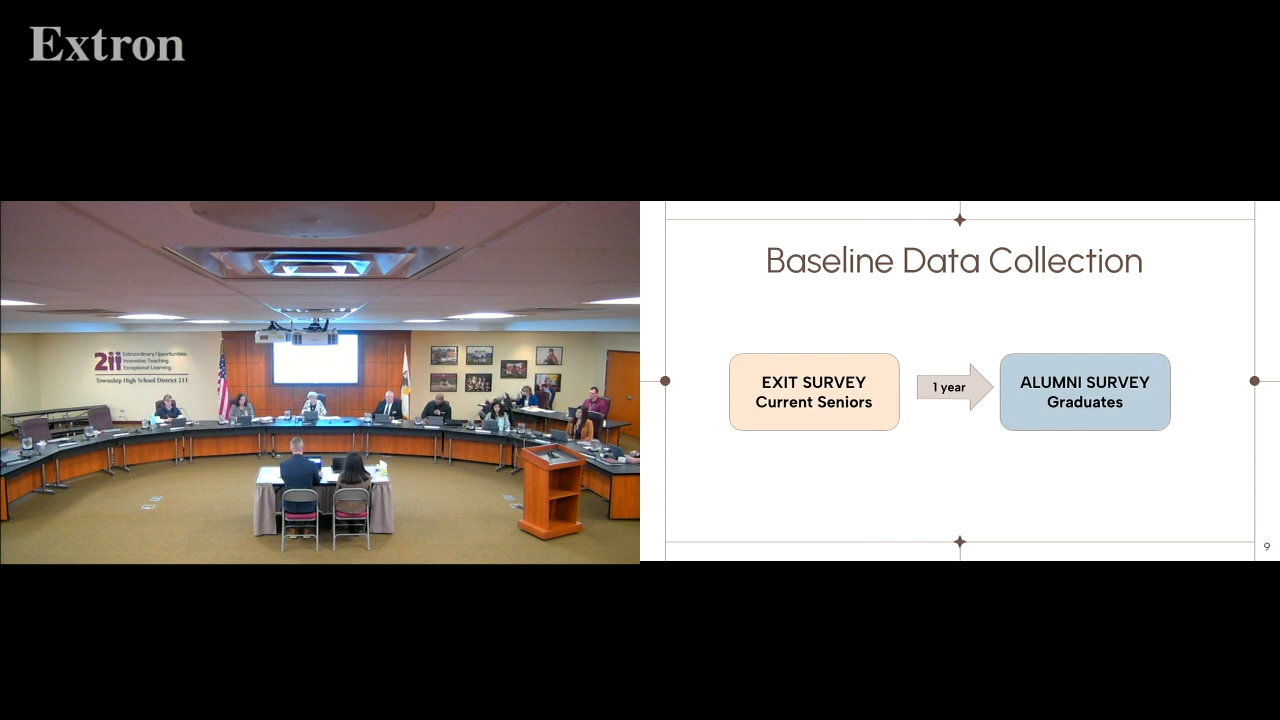 Extron
211
Extraordinary Opportunities.
Innovative Teaching.
Exceptional Learning.
Township High School District 211
Baseline Data Collection
EXIT SURVEY
Current Seniors
1 year
ALUMNI SURVEY
Graduates
9